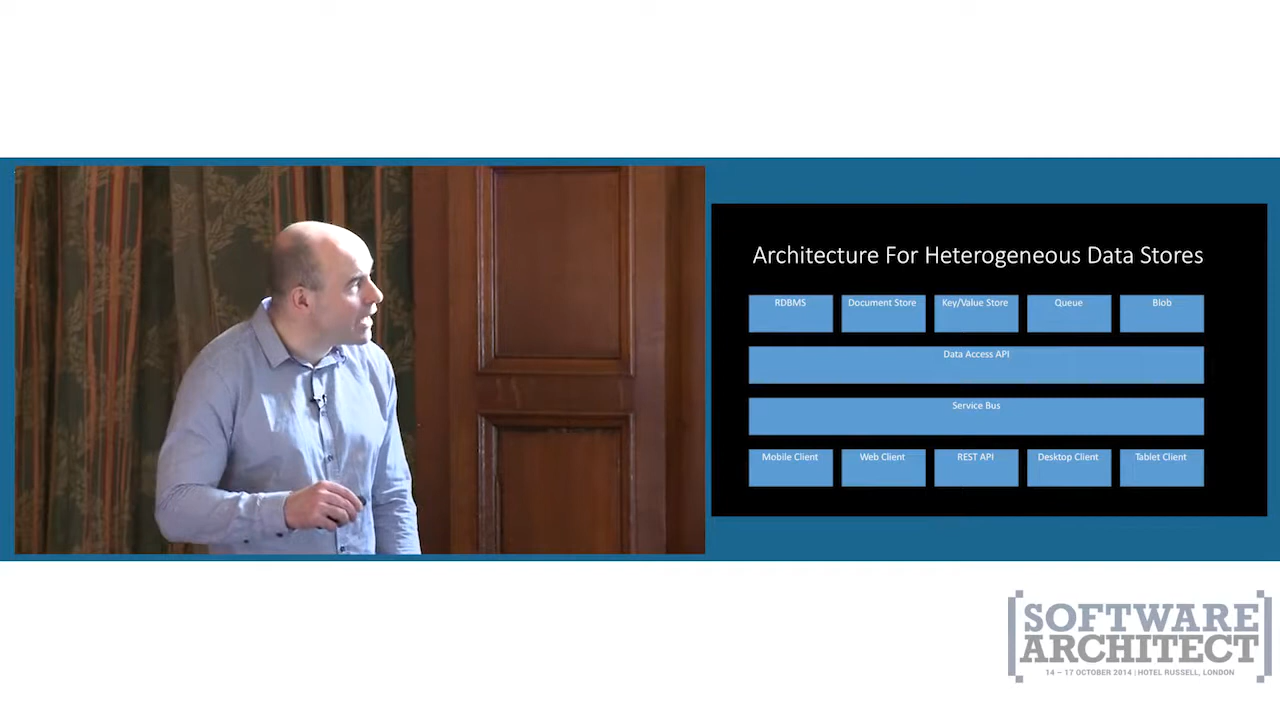 Architecture For Heterogeneous Data Stores
RDBMS
Document Store
Key/Value Store
Queue
Blob
Data Access API
Service Bus
Mobile Client
Web Client
REST API
Desktop Client
Tablet Client
SOFTWARE
ARCHITECT
14 – 17 OCTOBER 2014 | HOTEL RUSSELL, LONDON